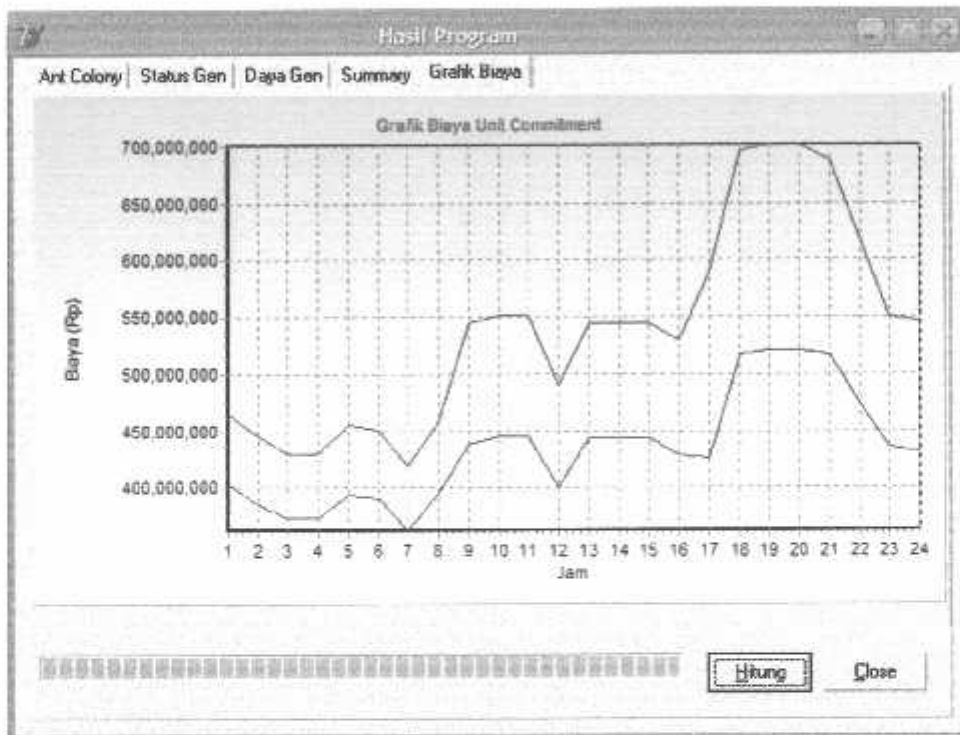 Hasil Program
Ant Colony Status Gen Daya Gen Summary Grafik Biaya
Grafik Biaya Unit Commitment
700,000,000
650,000,000
600,000,000
550,000,000
500,000,000
450,000,000
400,000,000
Biaya (Rp)
1 2 3 4 5 6 7 8 9 10 11 12 13 14 15 16 17 18 19 20 21 22 23 24
Jam
Hitung Close